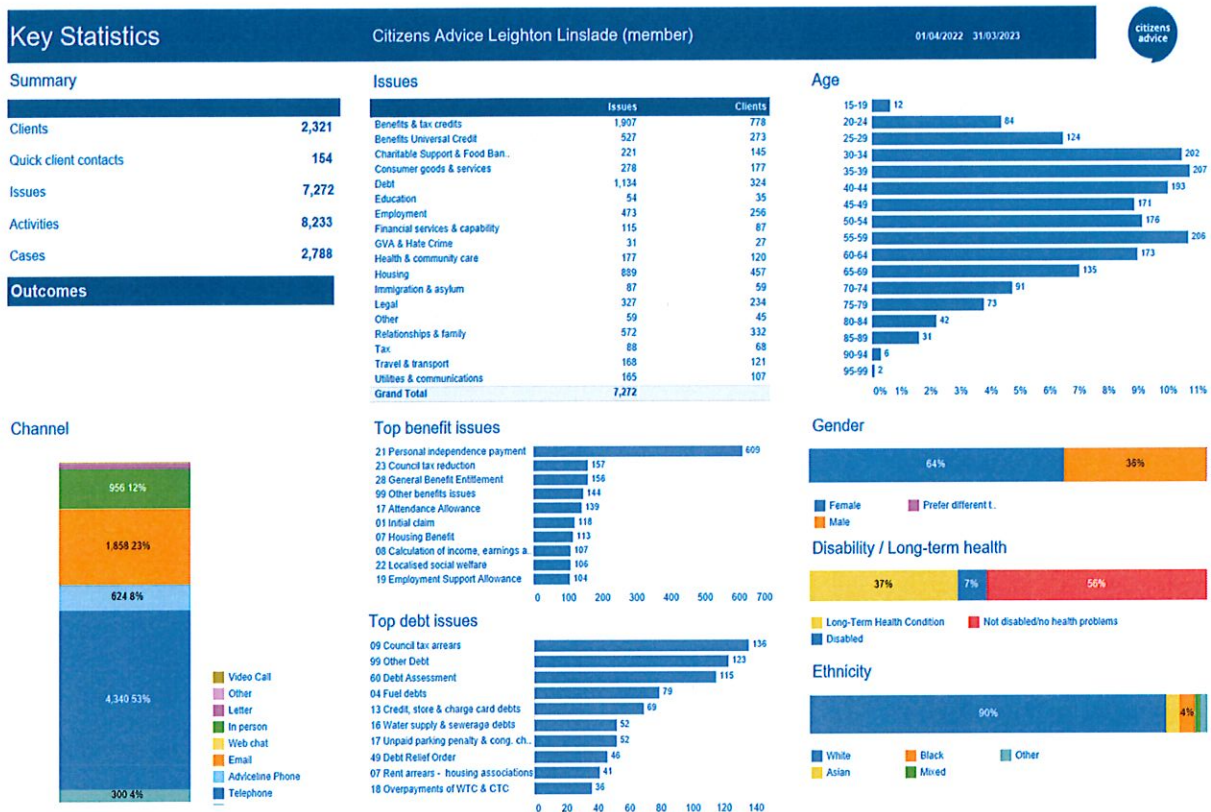 Key Statistics
Citizens Advice Leighton Linslade (member)
01/04/2022 31/03/2023
citizens
advice
Summary
Clients 2,321
Quick client contacts 154
Issues 7,272
Activities 8,233
Cases 2,788
Outcomes
Issues
Issues Clients
Benefits & tax credits 1,907 778
Benefits Universal Credit 527 273
Charitable Support & Food Ban.. 221 145
Consumer goods & services 278 177
Debt 1,134 324
Education 54 35
Employment 473 256
Financial services & capability 115 87
GVA & Hate Crime 31 27
Health & community care 177 120
Housing 889 457
Immigration & asylum 87 59
Legal 327 234
Other 59 45
Relationships & family 572 332
Tax 88 68
Travel & transport 168 121
Utilities & communications 165 107
Grand Total 7,272
Age
15-19 12
20-24 84
25-29 124
30-34 202
35-39 207
40-44 193
45-49 171
50-54 176
55-59 206
60-64 173
65-69 135
70-74 91
75-79 73
80-84 42
85-89 31
90-94 6
95-99 2
0% 1% 2% 3% 4% 5% 6% 7% 8% 9% 10% 11%
Channel
956 12%
1,858 23%
624 8%
4,340 53%
300 4%
Video Call
Other
Letter
In person
Web chat
Email
Adviceline Phone
Telephone
Top benefit issues
21 Personal independence payment 609
23 Council tax reduction 157
28 General Benefit Entitlement 156
99 Other benefits issues 144
17 Attendance Allowance 139
01 Initial claim 118
07 Housing Benefit 113
08 Calculation of income, earnings a.. 107
22 Localised social welfare 106
19 Employment Support Allowance 104
0 100 200 300 400 500 600 700
Top debt issues
09 Council tax arrears 136
99 Other Debt 123
60 Debt Assessment 115
04 Fuel debts 79
13 Credit, store & charge card debts 69
16 Water supply & sewerage debts 52
17 Unpaid parking penalty & cong. ch.. 52
49 Debt Relief Order 46
07 Rent arrears - housing associations 41
18 Overpayments of WTC & CTC 36
0 20 40 60 80 100 120 140
Gender
64% 36%
Female Prefer different t..
Male
Disability / Long-term health
37% 7% 56%
Long-Term Health Condition Not disabled/no health problems
Disabled
Ethnicity
90% 4%
White Black Other
Asian Mixed